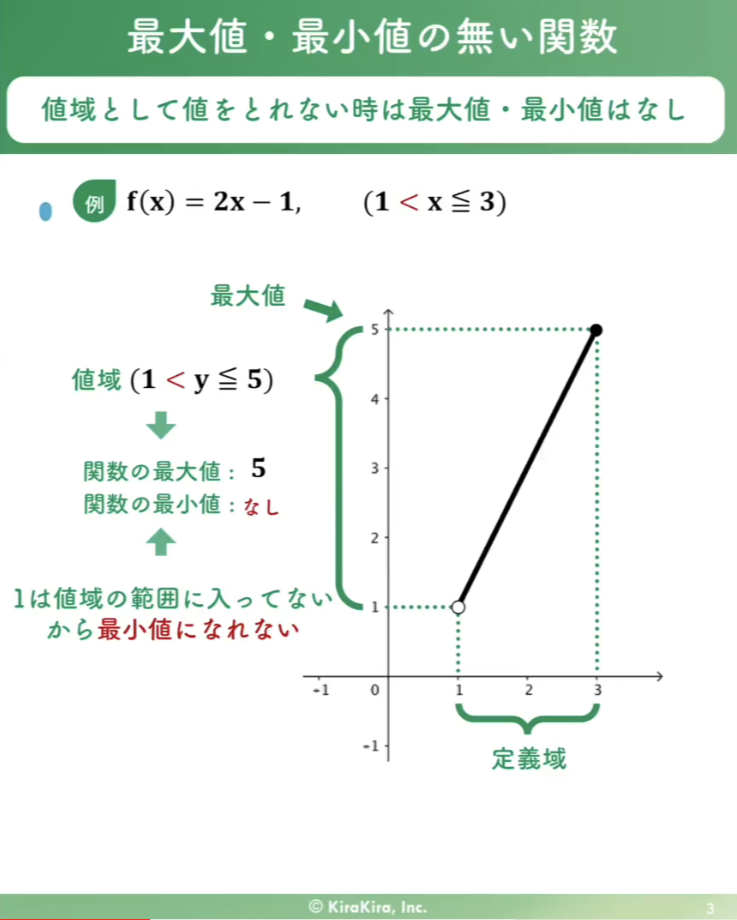 最大値・最小値の無い関数
値域として値をとれない時は最大値・最小値はなし
例 f(x) = 2x − 1, (1 < x ≦ 3)
最大値
値域 (1 < y ≦ 5)
関数の最大値： 5
関数の最小値：なし
1は値域の範囲に入ってない
から最小値になれない
5
4
3
2
1
-1 0 1 2 3
-1
定義域
© KiraKira, Inc.
3